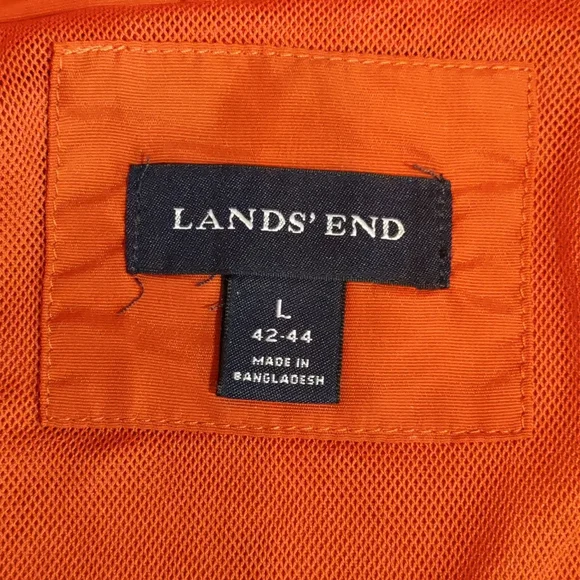 LANDS' END
L
42-44
MADE IN
BANGLADESH